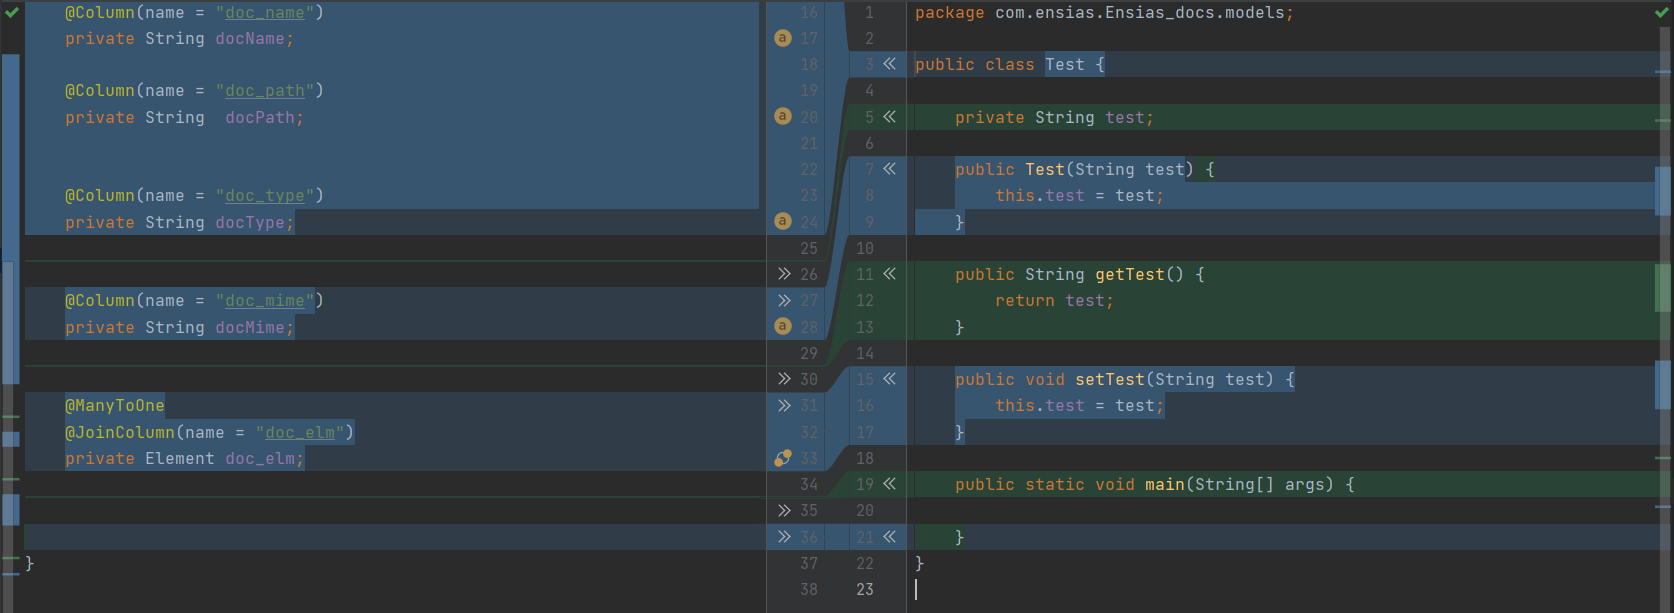 @Column(name = "doc_name")
private String docName;
@Column(name = "doc_path")
private String  docPath;
@Column(name = "doc_type")
private String docType;
@Column(name = "doc_mime")
private String docMime;
@ManyToOne
@JoinColumn(name = "doc_elm")
private Element doc_elm;
}
16
a 17
18
19
a 20
21
22
23
a 24
25
26
27
a 28
29
30
31
32
33
34
35
36
37
38
1 package com.ensias.Ensias_docs.models;
2
3 public class Test {
4
5 private String test;
6
7 public Test(String test) {
8 this.test = test;
9 }
10
11 public String getTest() {
12 return test;
13 }
14
15 public void setTest(String test) {
16 this.test = test;
17 }
18
19 public static void main(String[] args) {
20
21 }
22 }
23